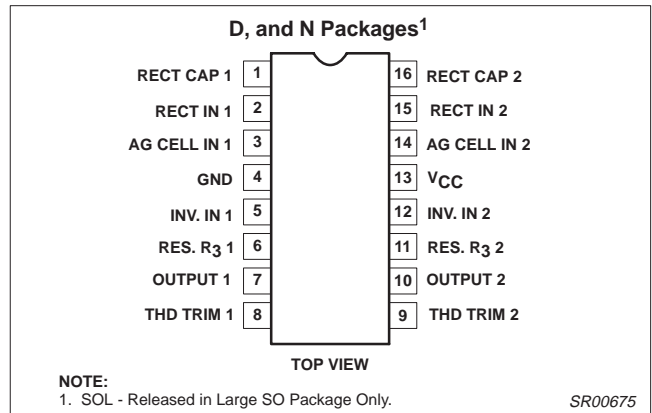 D, and N Packages1
RECT CAP 1 1 16 RECT CAP 2
RECT IN 1 2 15 RECT IN 2
AG CELL IN 1 3 14 AG CELL IN 2
GND 4 13 VCC
INV. IN 1 5 12 INV. IN 2
RES. R3 1 6 11 RES. R3 2
OUTPUT 1 7 10 OUTPUT 2
THD TRIM 1 8 9 THD TRIM 2
TOP VIEW
NOTE:
1. SOL - Released in Large SO Package Only.
SR00675